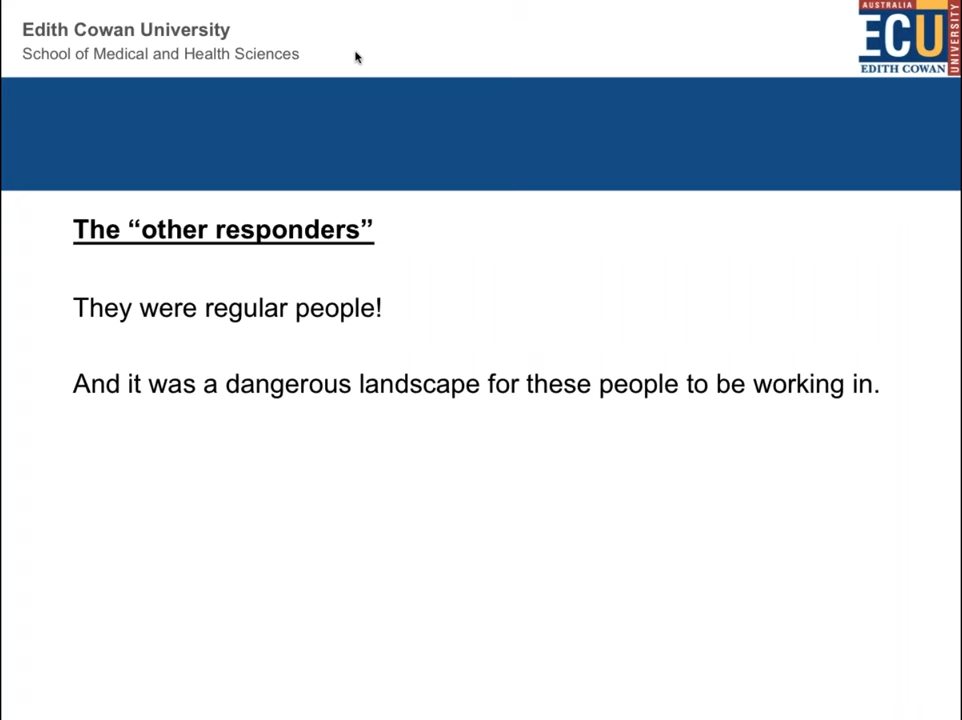 Edith Cowan University
School of Medical and Health Sciences
AUSTRALIA
ECU
EDITH COWAN
UNIVERSITY
The “other responders”
They were regular people!
And it was a dangerous landscape for these people to be working in.